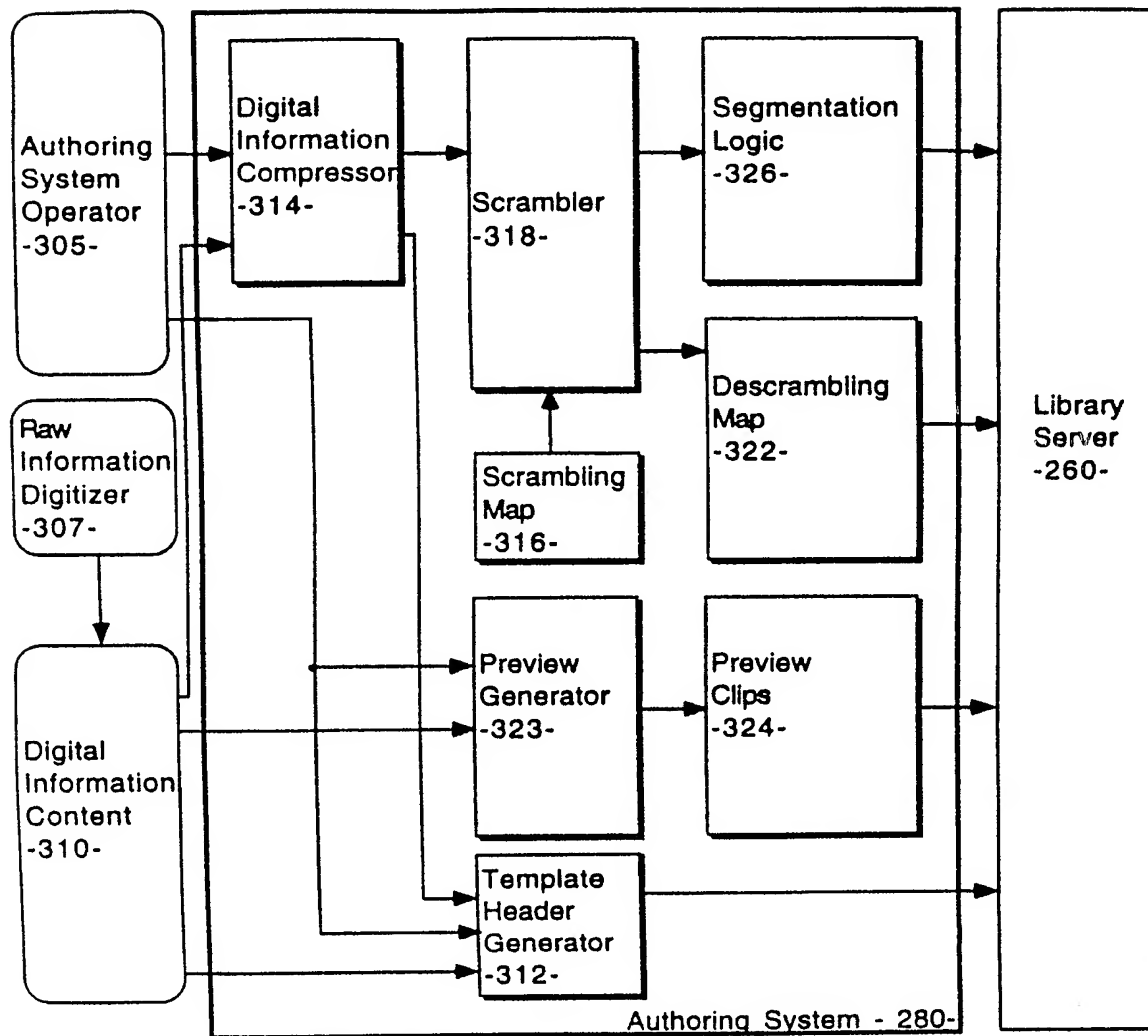 Authoring
System
Operator
-305-
Digital
Information
Compressor
-314-
Scrambler
-318-
Segmentation
Logic
-326-
Descrambling
Map
-322-
Library
Server
-260-
Raw
Information
Digitizer
-307-
Scrambling
Map
-316-
Digital
Information
Content
-310-
Preview
Generator
-323-
Preview
Clips
-324-
Template
Header
Generator
-312-
Authoring System - 280-